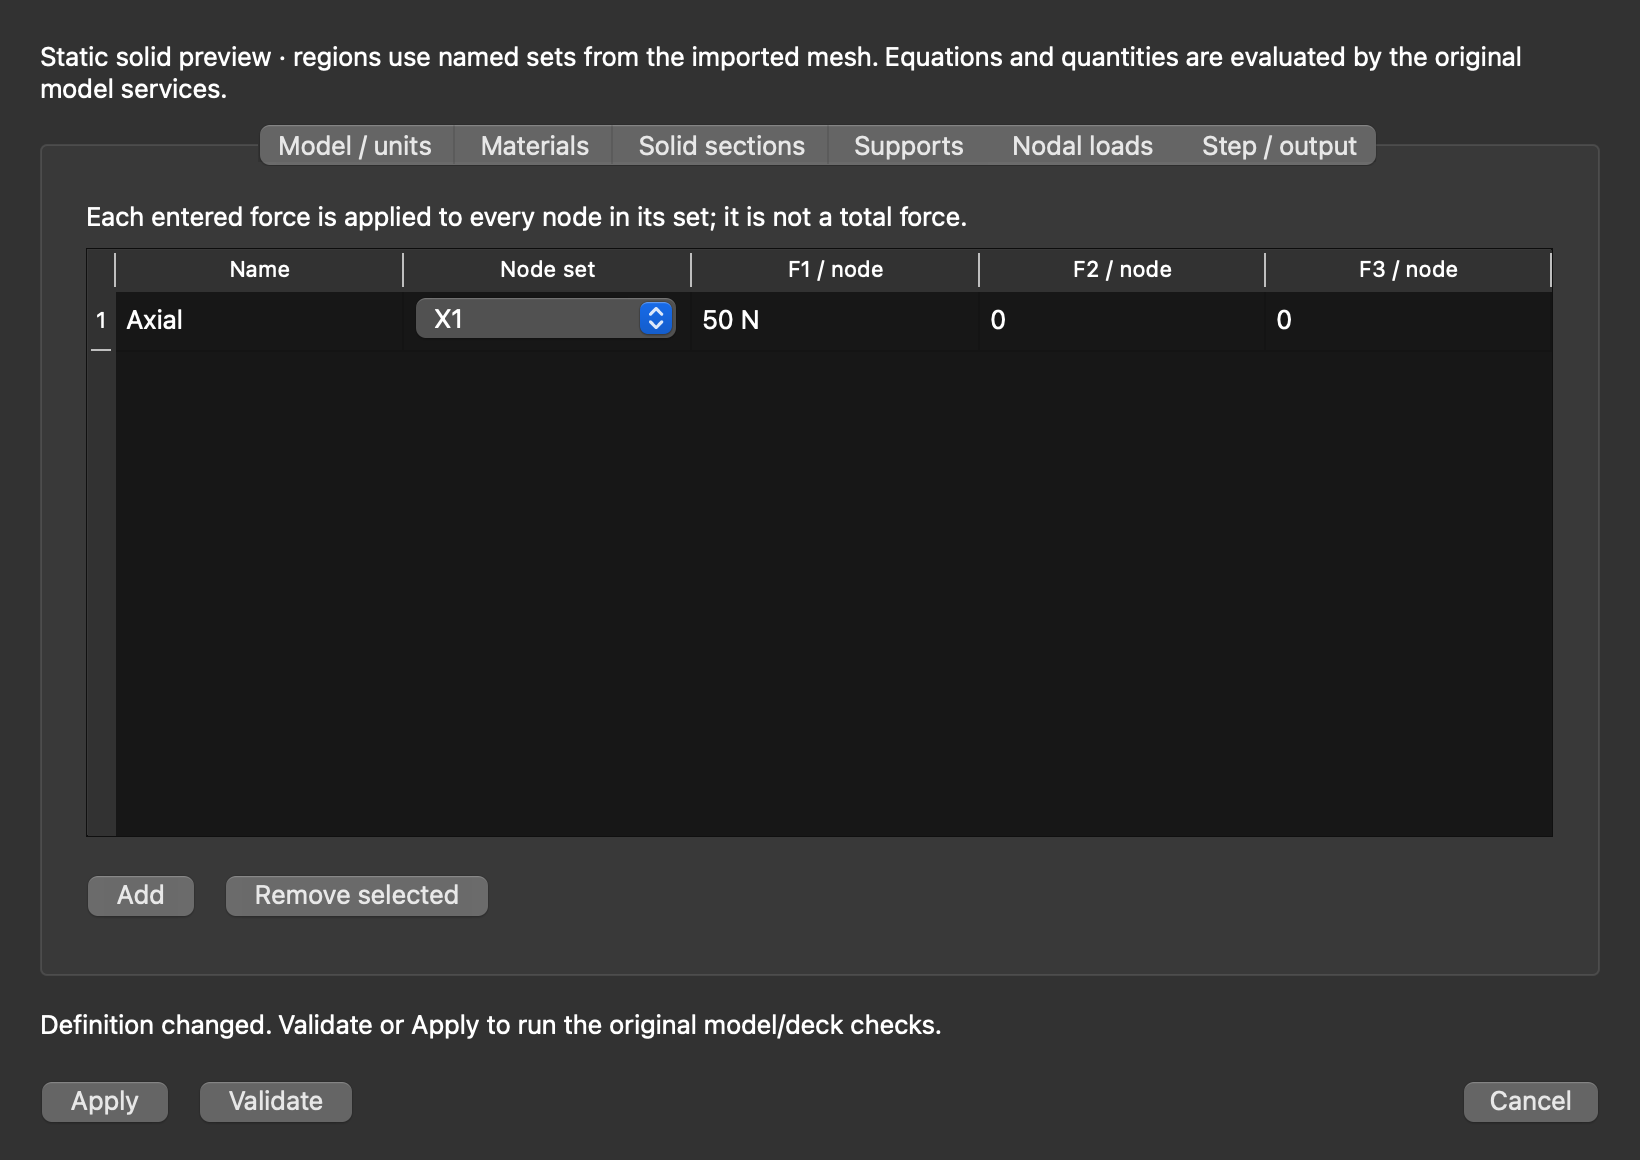 Static solid preview · regions use named sets from the imported mesh. Equations and quantities are evaluated by the original
model services.
Model / units Materials Solid sections Supports Nodal loads Step / output
Each entered force is applied to every node in its set; it is not a total force.
Name Node set F1 / node F2 / node F3 / node
1 Axial X1 50 N 0 0
Add Remove selected
Definition changed. Validate or Apply to run the original model/deck checks.
Apply Validate Cancel